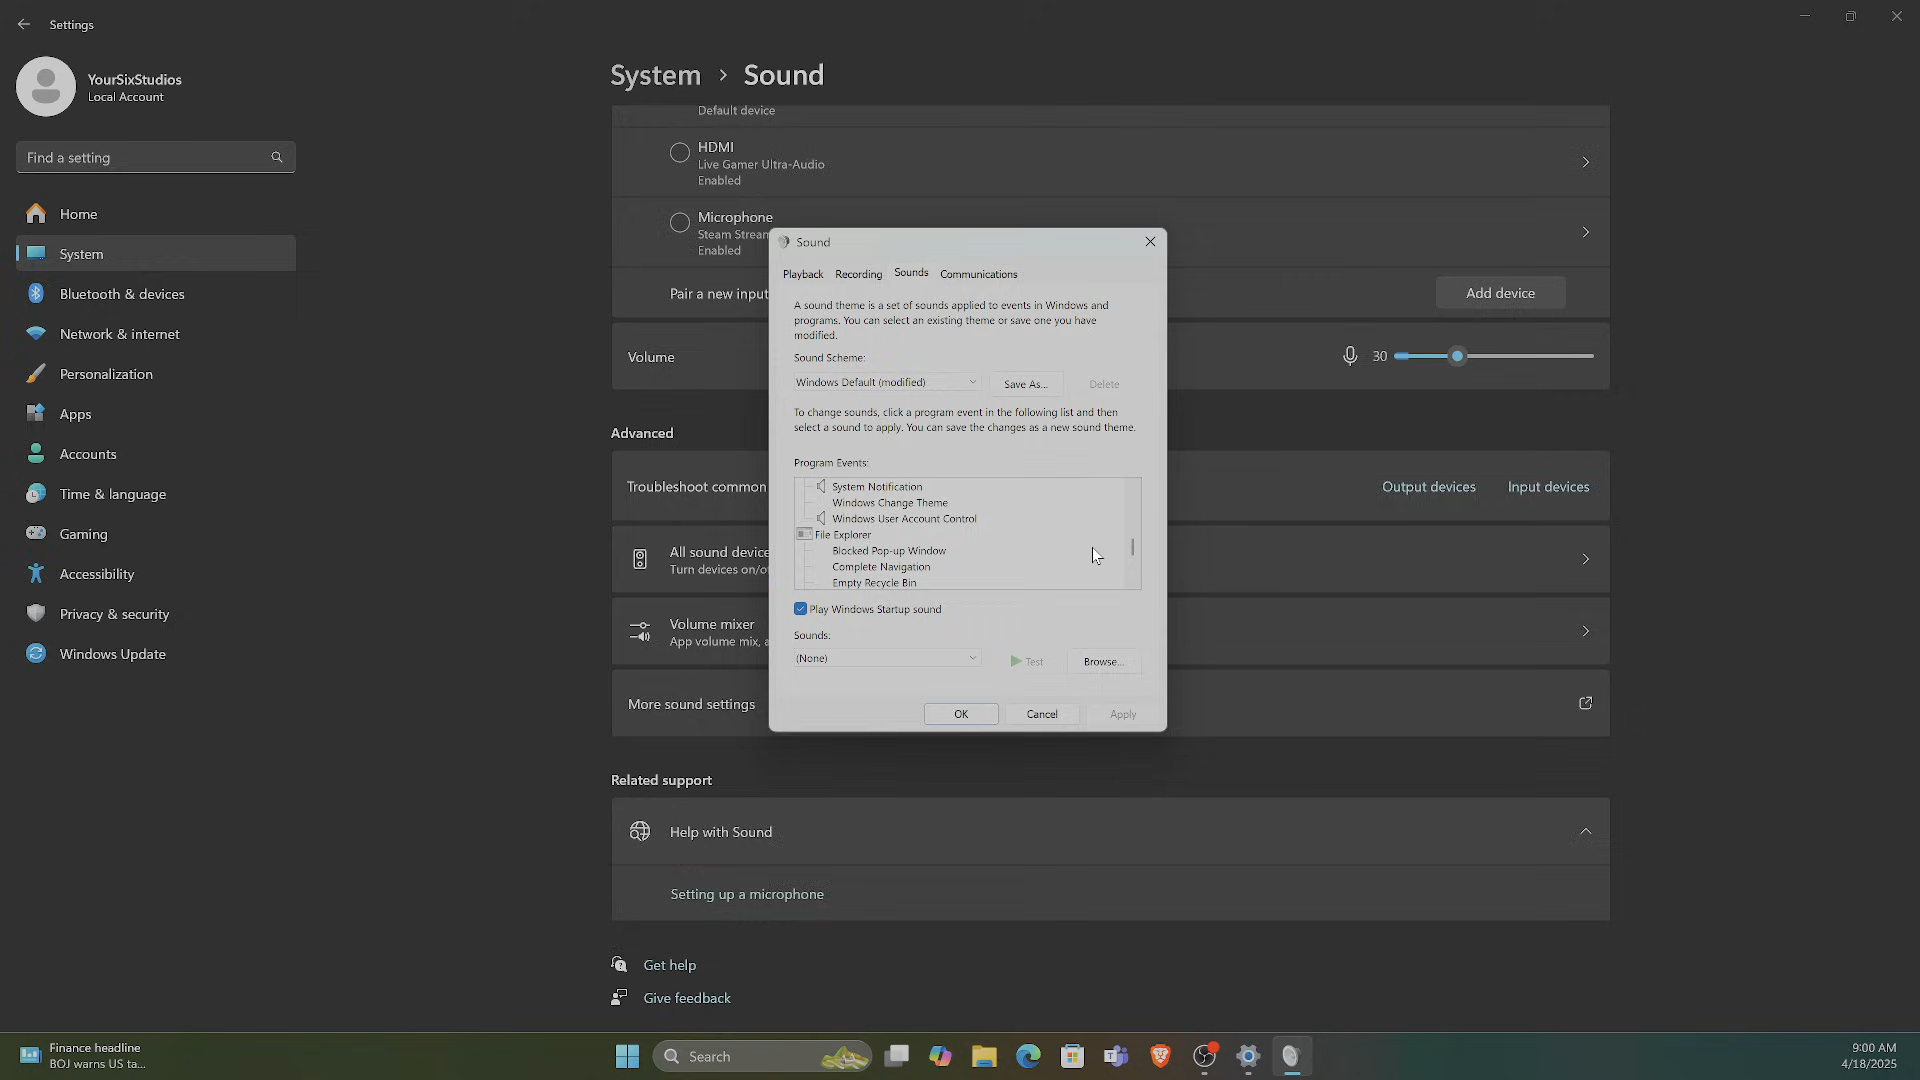 Settings
YourSixStudios
Local Account
Find a setting
Home
System
Bluetooth & devices
Network & internet
Personalization
Apps
Accounts
Time & language
Gaming
Accessibility
Privacy & security
Windows Update
System › Sound
Default device
HDMI
Live Gamer Ultra-Audio
Enabled
Microphone
Steam Strea
Enabled
Pair a new input
Add device
Volume
30
Advanced
Troubleshoot common
Output devices
Input devices
All sound device
Turn devices on/o
Volume mixer
App volume mix, a
More sound settings
Related support
Help with Sound
Setting up a microphone
Get help
Give feedback
Sound
Playback Recording Sounds Communications
A sound theme is a set of sounds applied to events in Windows and
programs. You can select an existing theme or save one you have
modified.
Sound Scheme:
Windows Default (modified)
Save As...
Delete
To change sounds, click a program event in the following list and then
select a sound to apply. You can save the changes as a new sound theme.
Program Events:
System Notification
Windows Change Theme
Windows User Account Control
File Explorer
Blocked Pop-up Window
Complete Navigation
Empty Recycle Bin
Play Windows Startup sound
Sounds:
(None)
Test
Browse...
OK
Cancel
Apply
Finance headline
BOJ warns US ta...
Search
9:00 AM
4/18/2025